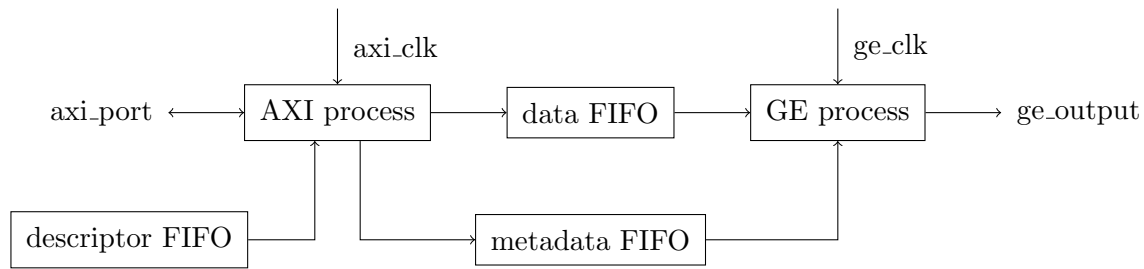 axi_clk
ge_clk
axi_port
AXI process
data FIFO
GE process
ge_output
descriptor FIFO
metadata FIFO